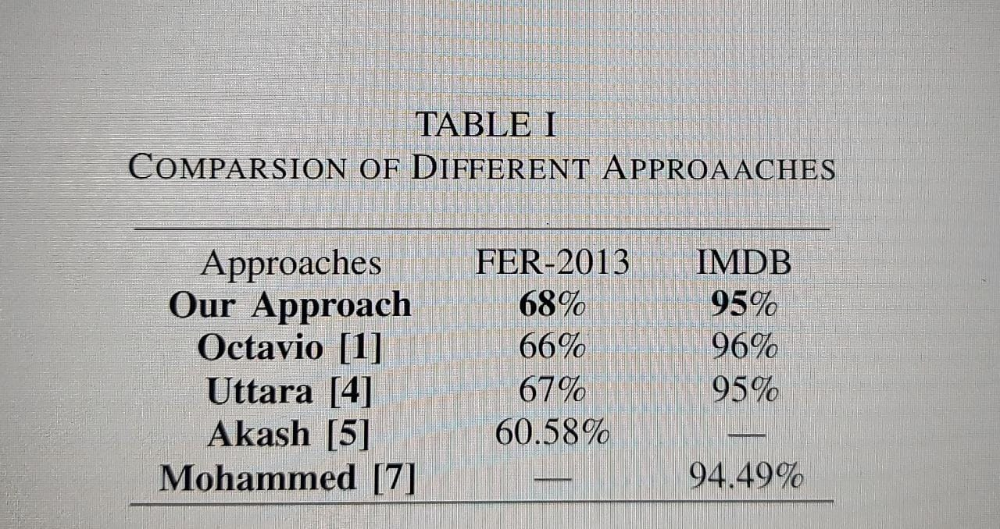 TABLE I
COMPARSION OF DIFFERENT APPROAACHES
Approaches FER-2013 IMDB
Our Approach 68% 95%
Octavio [1] 66% 96%
Uttara [4] 67% 95%
Akash [5] 60.58% —
Mohammed [7] — 94.49%